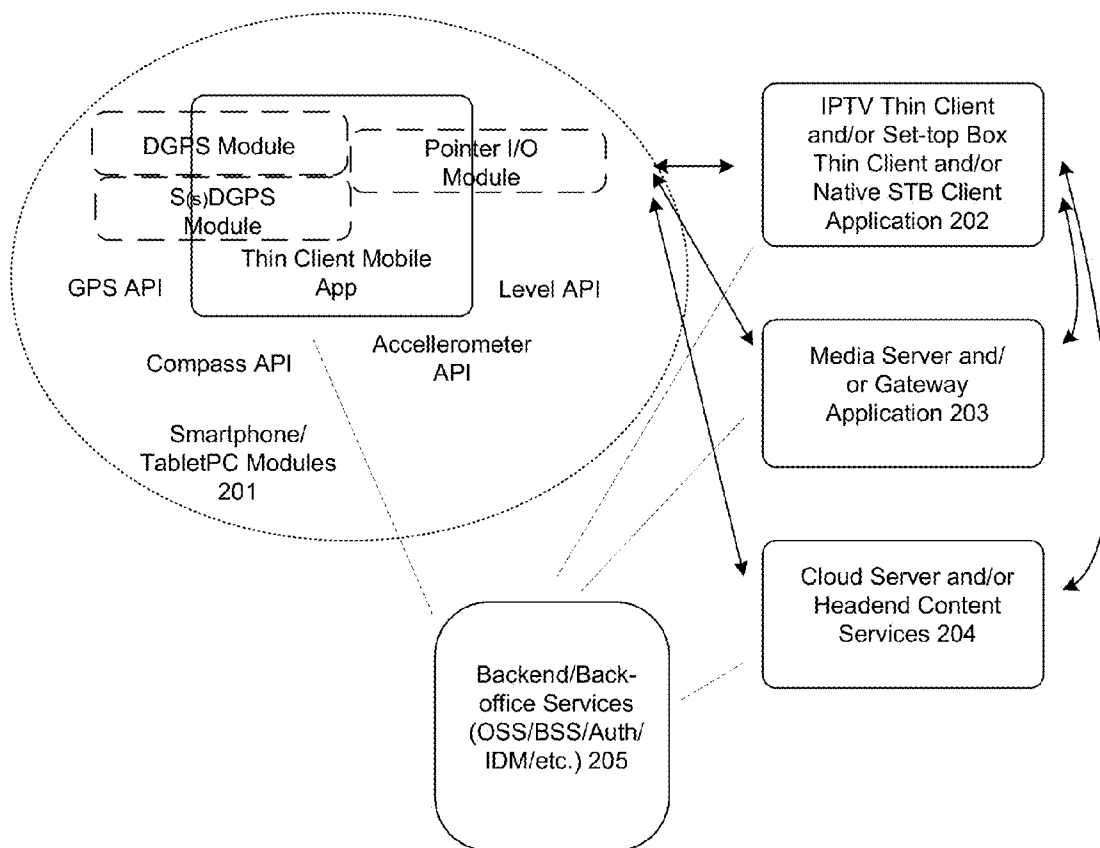 DGPS Module
S(s)DGPS
Module
Pointer I/O
Module
Thin Client Mobile
App
GPS API
Level API
Compass API
Accellerometer
API
Smartphone/
TabletPC Modules
201
IPTV Thin Client
and/or Set-top Box
Thin Client and/or
Native STB Client
Application 202
Media Server and/
or Gateway
Application 203
Cloud Server and/or
Headend Content
Services 204
Backend/Back-
office Services
(OSS/BSS/Auth/
IDM/etc.) 205